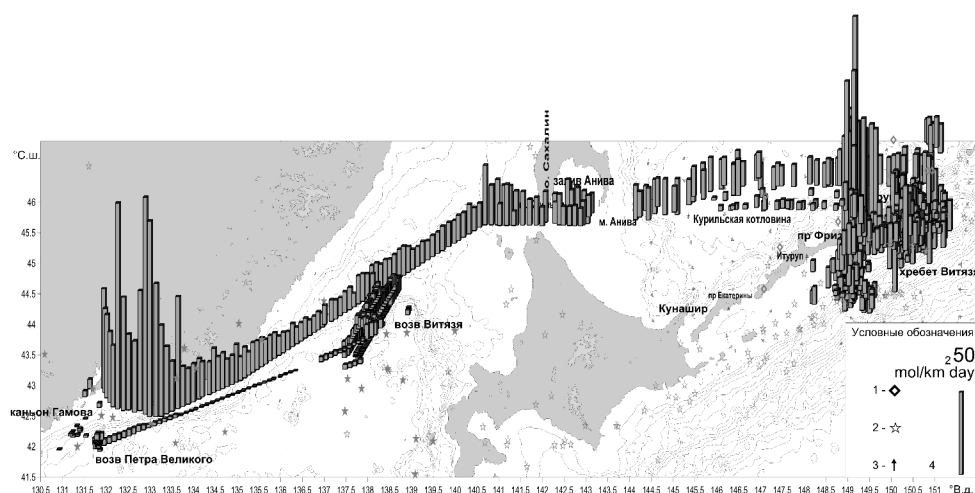 °С.ш.
46
45.5
45
44.5
44
43.5
43
42.5
42
41.5
о. Сахалин
залив Анива
м. Анива
Курильская котловина
пр Фриз
Итуруп
пр Екатерины
Кунашир
хребет Витязя
возв Витязя
каньон Гамова
возв Петра Великого
Условные обозначения
250
mol/km day
1 -
2 -
3 - 4
130.5 131 131.5 132 132.5 133 133.5 134 134.5 135 135.5 136 136.5 137 137.5 138 138.5 139 139.5 140 140.5 141 141.5 142 142.5 143 143.5 144 144.5 145 145.5 146 146.5 147 147.5 148 148.5 149 149.5 150 150.5 151 °В.д.